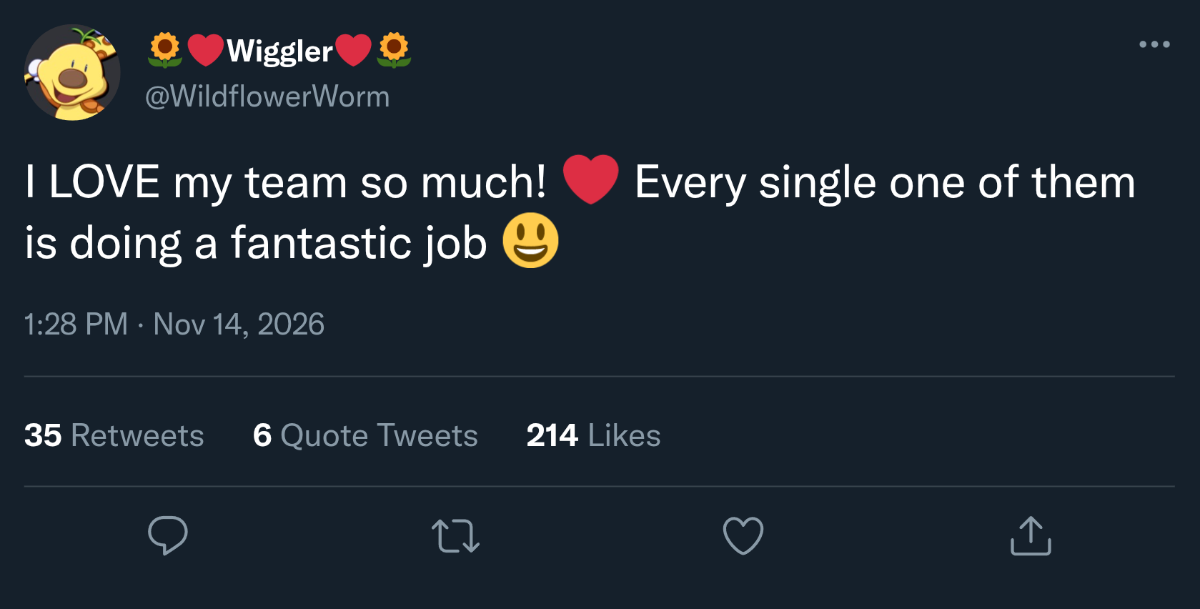 🌻❤️Wiggler❤️🌻
@WildflowerWorm
I LOVE my team so much! ❤️ Every single one of them
is doing a fantastic job 😃
1:28 PM · Nov 14, 2026
35 Retweets 6 Quote Tweets 214 Likes